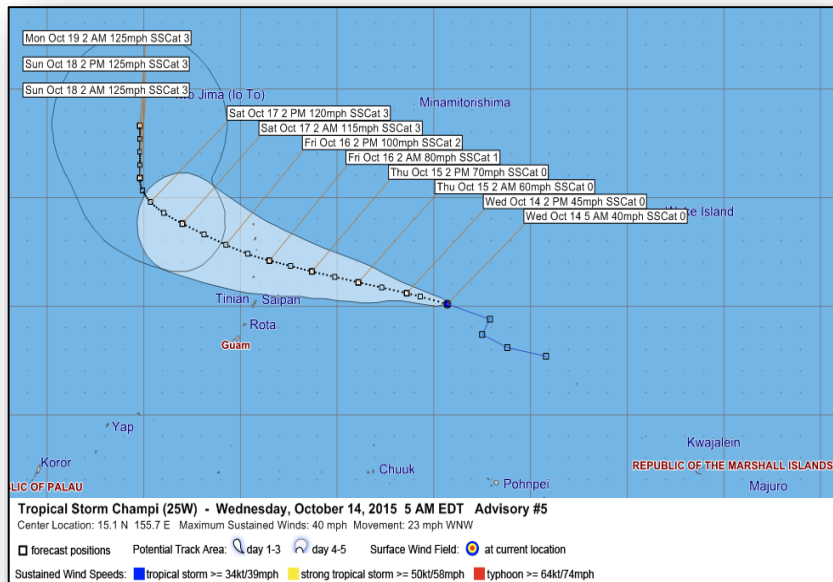 Mon Oct 19 2 AM 125mph SSCat 3
Sun Oct 18 2 PM 125mph SSCat 3
Sun Oct 18 2 AM 125mph SSCat 3
Jima (Io To)
Minamitorishima
Sat Oct 17 2 PM 120mph SSCat 3
Sat Oct 17 2 AM 115mph SSCat 3
Fri Oct 16 2 PM 100mph SSCat 2
Fri Oct 16 2 AM 80mph SSCat 1
Thu Oct 15 2 PM 70mph SSCat 0
Thu Oct 15 2 AM 60mph SSCat 0
Wed Oct 14 2 PM 45mph SSCat 0
Island
Wed Oct 14 5 AM 40mph SSCat 0
Tinian Saipan
Rota
Guam
Yap
Koror
Chuuk
Pohnpei
Kwajalein
REPUBLIC OF THE MARSHALL ISLANDS
Majuro
BLIC OF PALAU
Tropical Storm Champi (25W) - Wednesday, October 14, 2015 5 AM EDT Advisory #5
Center Location: 15.1 N 155.7 E Maximum Sustained Winds: 40 mph Movement: 23 mph WNW
forecast positions Potential Track Area: day 1-3 day 4-5 Surface Wind Field: at current location
Sustained Wind Speeds: tropical storm >= 34kt/39mph strong tropical storm >= 50kt/58mph typhoon >= 64kt/74mph